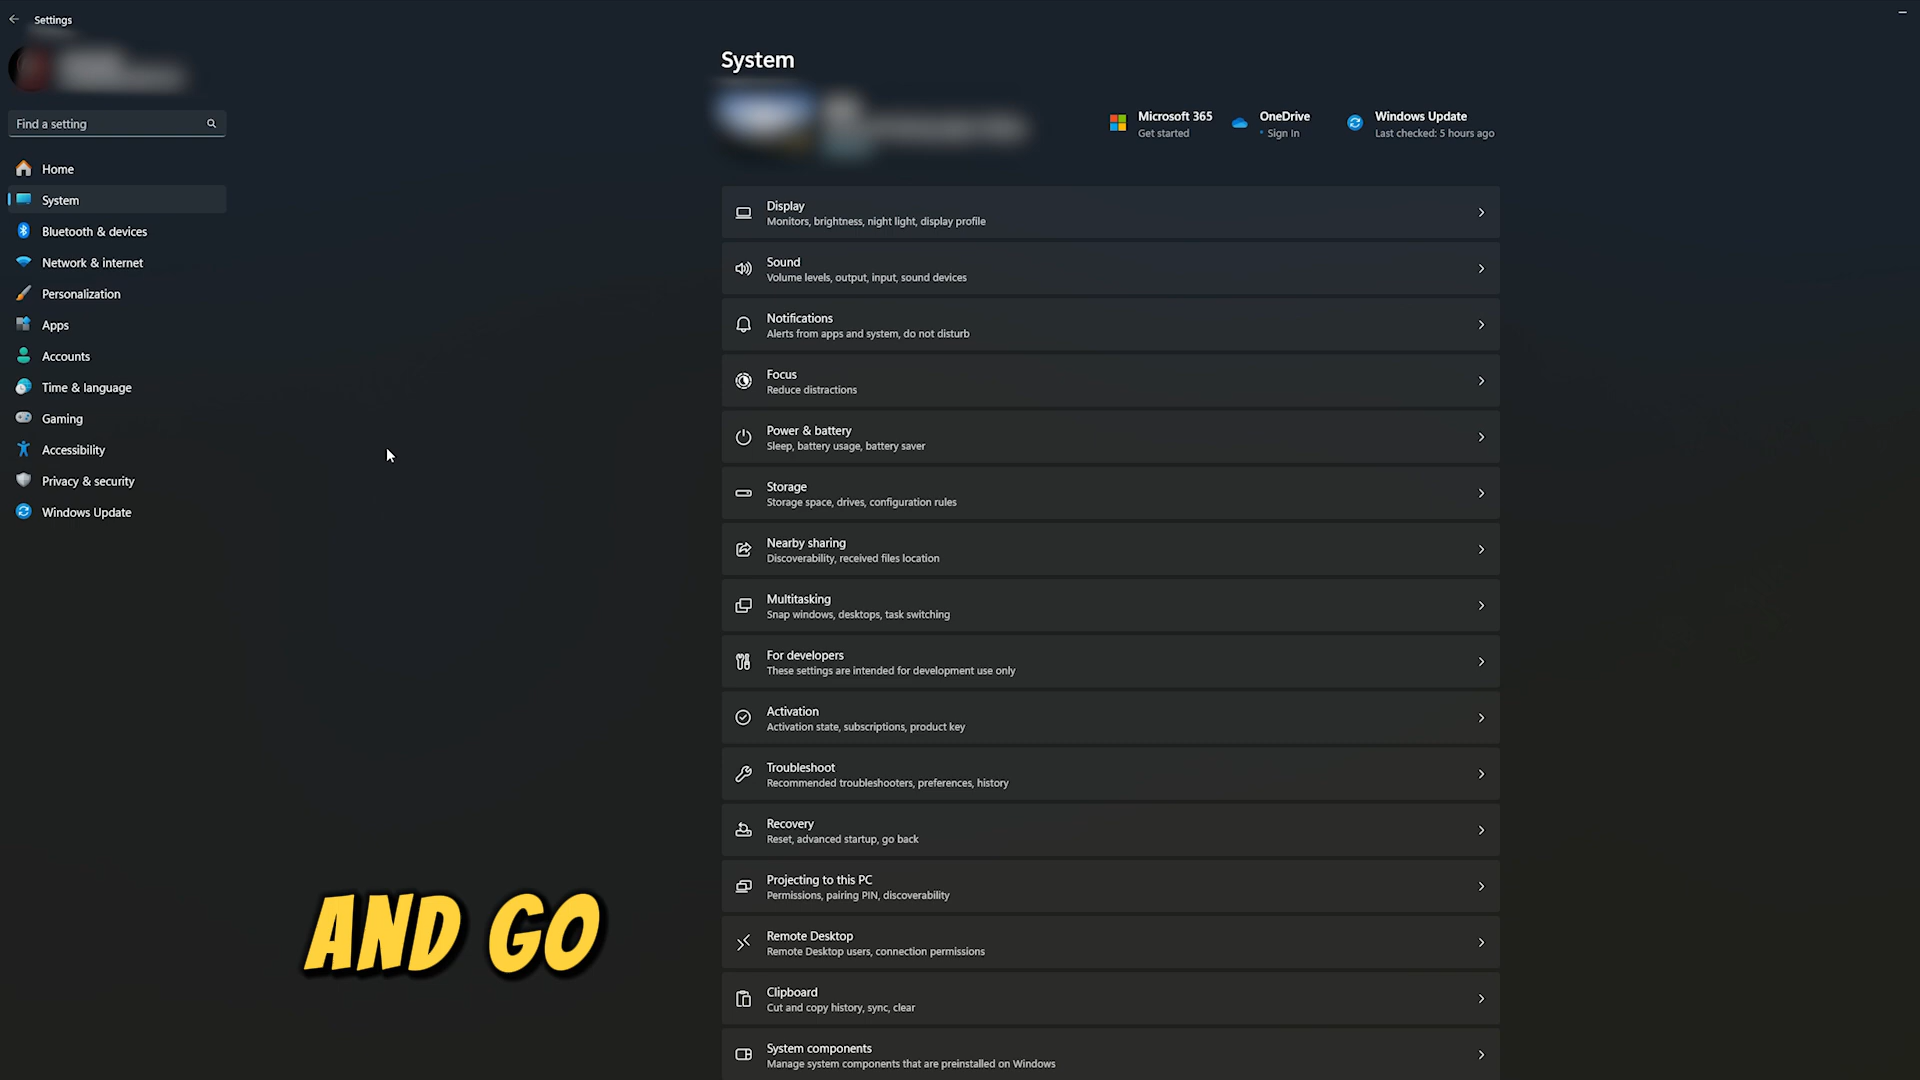 Settings
Find a setting
Home
System
Bluetooth & devices
Network & internet
Personalization
Apps
Accounts
Time & language
Gaming
Accessibility
Privacy & security
Windows Update
System
Microsoft 365
Get started
OneDrive
• Sign In
Windows Update
Last checked: 5 hours ago
Display
Monitors, brightness, night light, display profile
Sound
Volume levels, output, input, sound devices
Notifications
Alerts from apps and system, do not disturb
Focus
Reduce distractions
Power & battery
Sleep, battery usage, battery saver
Storage
Storage space, drives, configuration rules
Nearby sharing
Discoverability, received files location
Multitasking
Snap windows, desktops, task switching
For developers
These settings are intended for development use only
Activation
Activation state, subscriptions, product key
Troubleshoot
Recommended troubleshooters, preferences, history
Recovery
Reset, advanced startup, go back
Projecting to this PC
Permissions, pairing PIN, discoverability
Remote Desktop
Remote Desktop users, connection permissions
Clipboard
Cut and copy history, sync, clear
System components
Manage system components that are preinstalled on Windows
AND GO